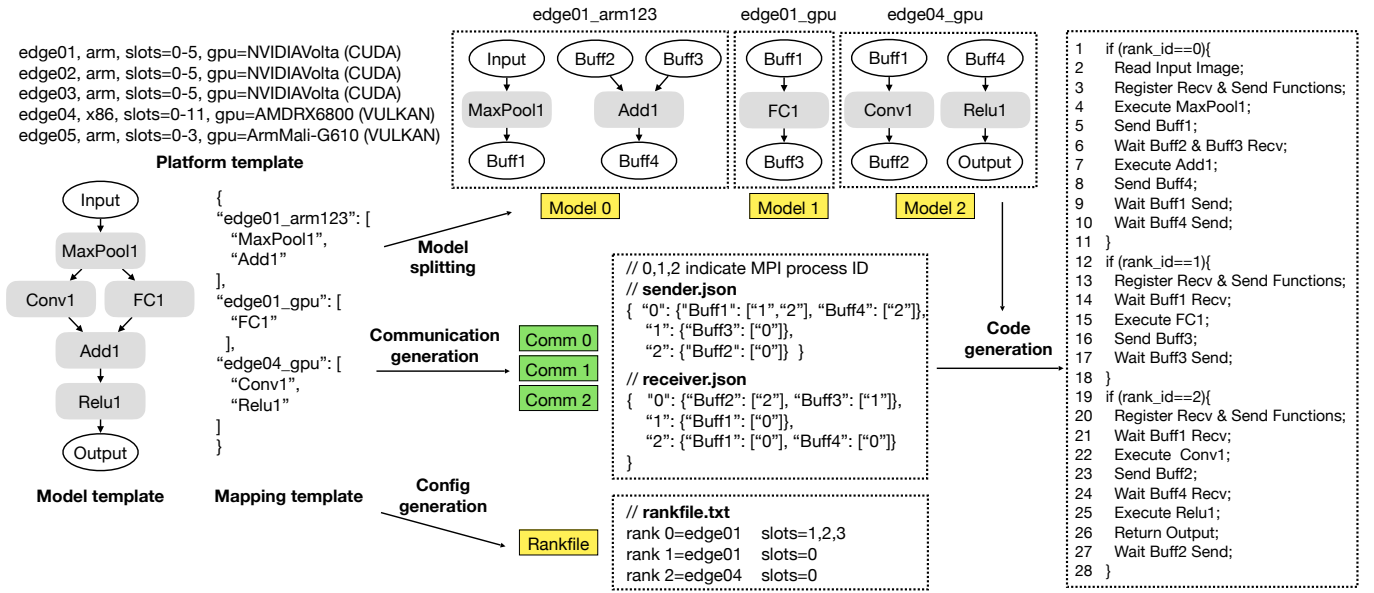 edge01, arm, slots=0-5, gpu=NVIDIAVolta (CUDA)
edge02, arm, slots=0-5, gpu=NVIDIAVolta (CUDA)
edge03, arm, slots=0-5, gpu=NVIDIAVolta (CUDA)
edge04, x86, slots=0-11, gpu=AMDRX6800 (VULKAN)
edge05, arm, slots=0-3, gpu=ArmMali-G610 (VULKAN)
Platform template
Input
MaxPool1
Conv1
FC1
Add1
Relu1
Output
Model template
{
“edge01_arm123": [
“MaxPool1”,
“Add1”
],
“edge01_gpu”: [
“FC1”
],
“edge04_gpu”: [
“Conv1”,
“Relu1”
]
}
Mapping template
Model
splitting
Communication
generation
Config
generation
edge01_arm123
Input
MaxPool1
Buff1
Buff2
Buff3
Add1
Buff4
Model 0
edge01_gpu
Buff1
FC1
Buff3
Model 1
edge04_gpu
Buff1
Conv1
Buff2
Buff4
Relu1
Output
Model 2
Comm 0
Comm 1
Comm 2
// 0,1,2 indicate MPI process ID
// sender.json
{ “0": {"Buff1": [“1”,“2”], “Buff4”: [“2”]},
“1”: {“Buff3”: [“0”]},
“2”: {"Buff2": [“0”]} }
// receiver.json
{ "0": {“Buff2”: [“2”], “Buff3”: [“1”]},
“1": {“Buff1”: [“0”]},
“2”: {“Buff1”: [“0”], “Buff4”: [“0”]}
}
Rankfile
// rankfile.txt
rank 0=edge01 slots=1,2,3
rank 1=edge01 slots=0
rank 2=edge04 slots=0
Code
generation
1 if (rank_id==0){
2 Read Input Image;
3 Register Recv & Send Functions;
4 Execute MaxPool1;
5 Send Buff1;
6 Wait Buff2 & Buff3 Recv;
7 Execute Add1;
8 Send Buff4;
9 Wait Buff1 Send;
10 Wait Buff4 Send;
11 }
12 if (rank_id==1){
13 Register Recv & Send Functions;
14 Wait Buff1 Recv;
15 Execute FC1;
16 Send Buff3;
17 Wait Buff3 Send;
18 }
19 if (rank_id==2){
20 Register Recv & Send Functions;
21 Wait Buff1 Recv;
22 Execute Conv1;
23 Send Buff2;
24 Wait Buff4 Recv;
25 Execute Relu1;
26 Return Output;
27 Wait Buff2 Send;
28 }